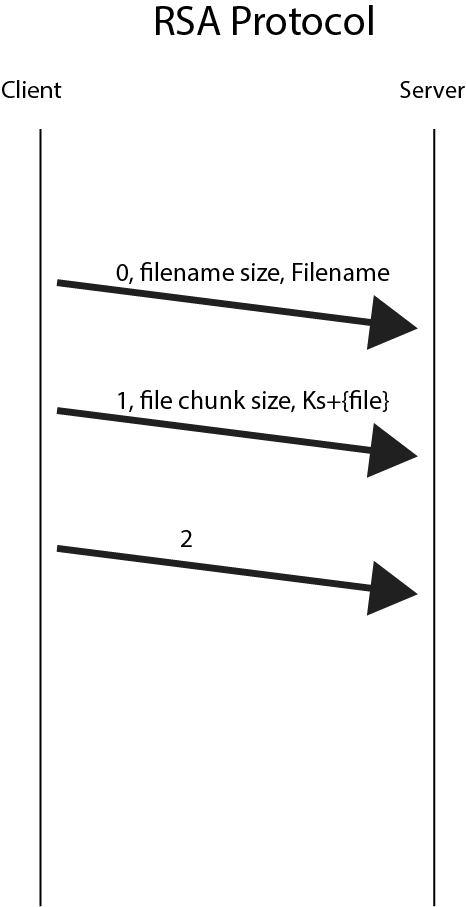 RSA Protocol
Client
Server
0, filename size, Filename
1, file chunk size, Ks+{file}
2